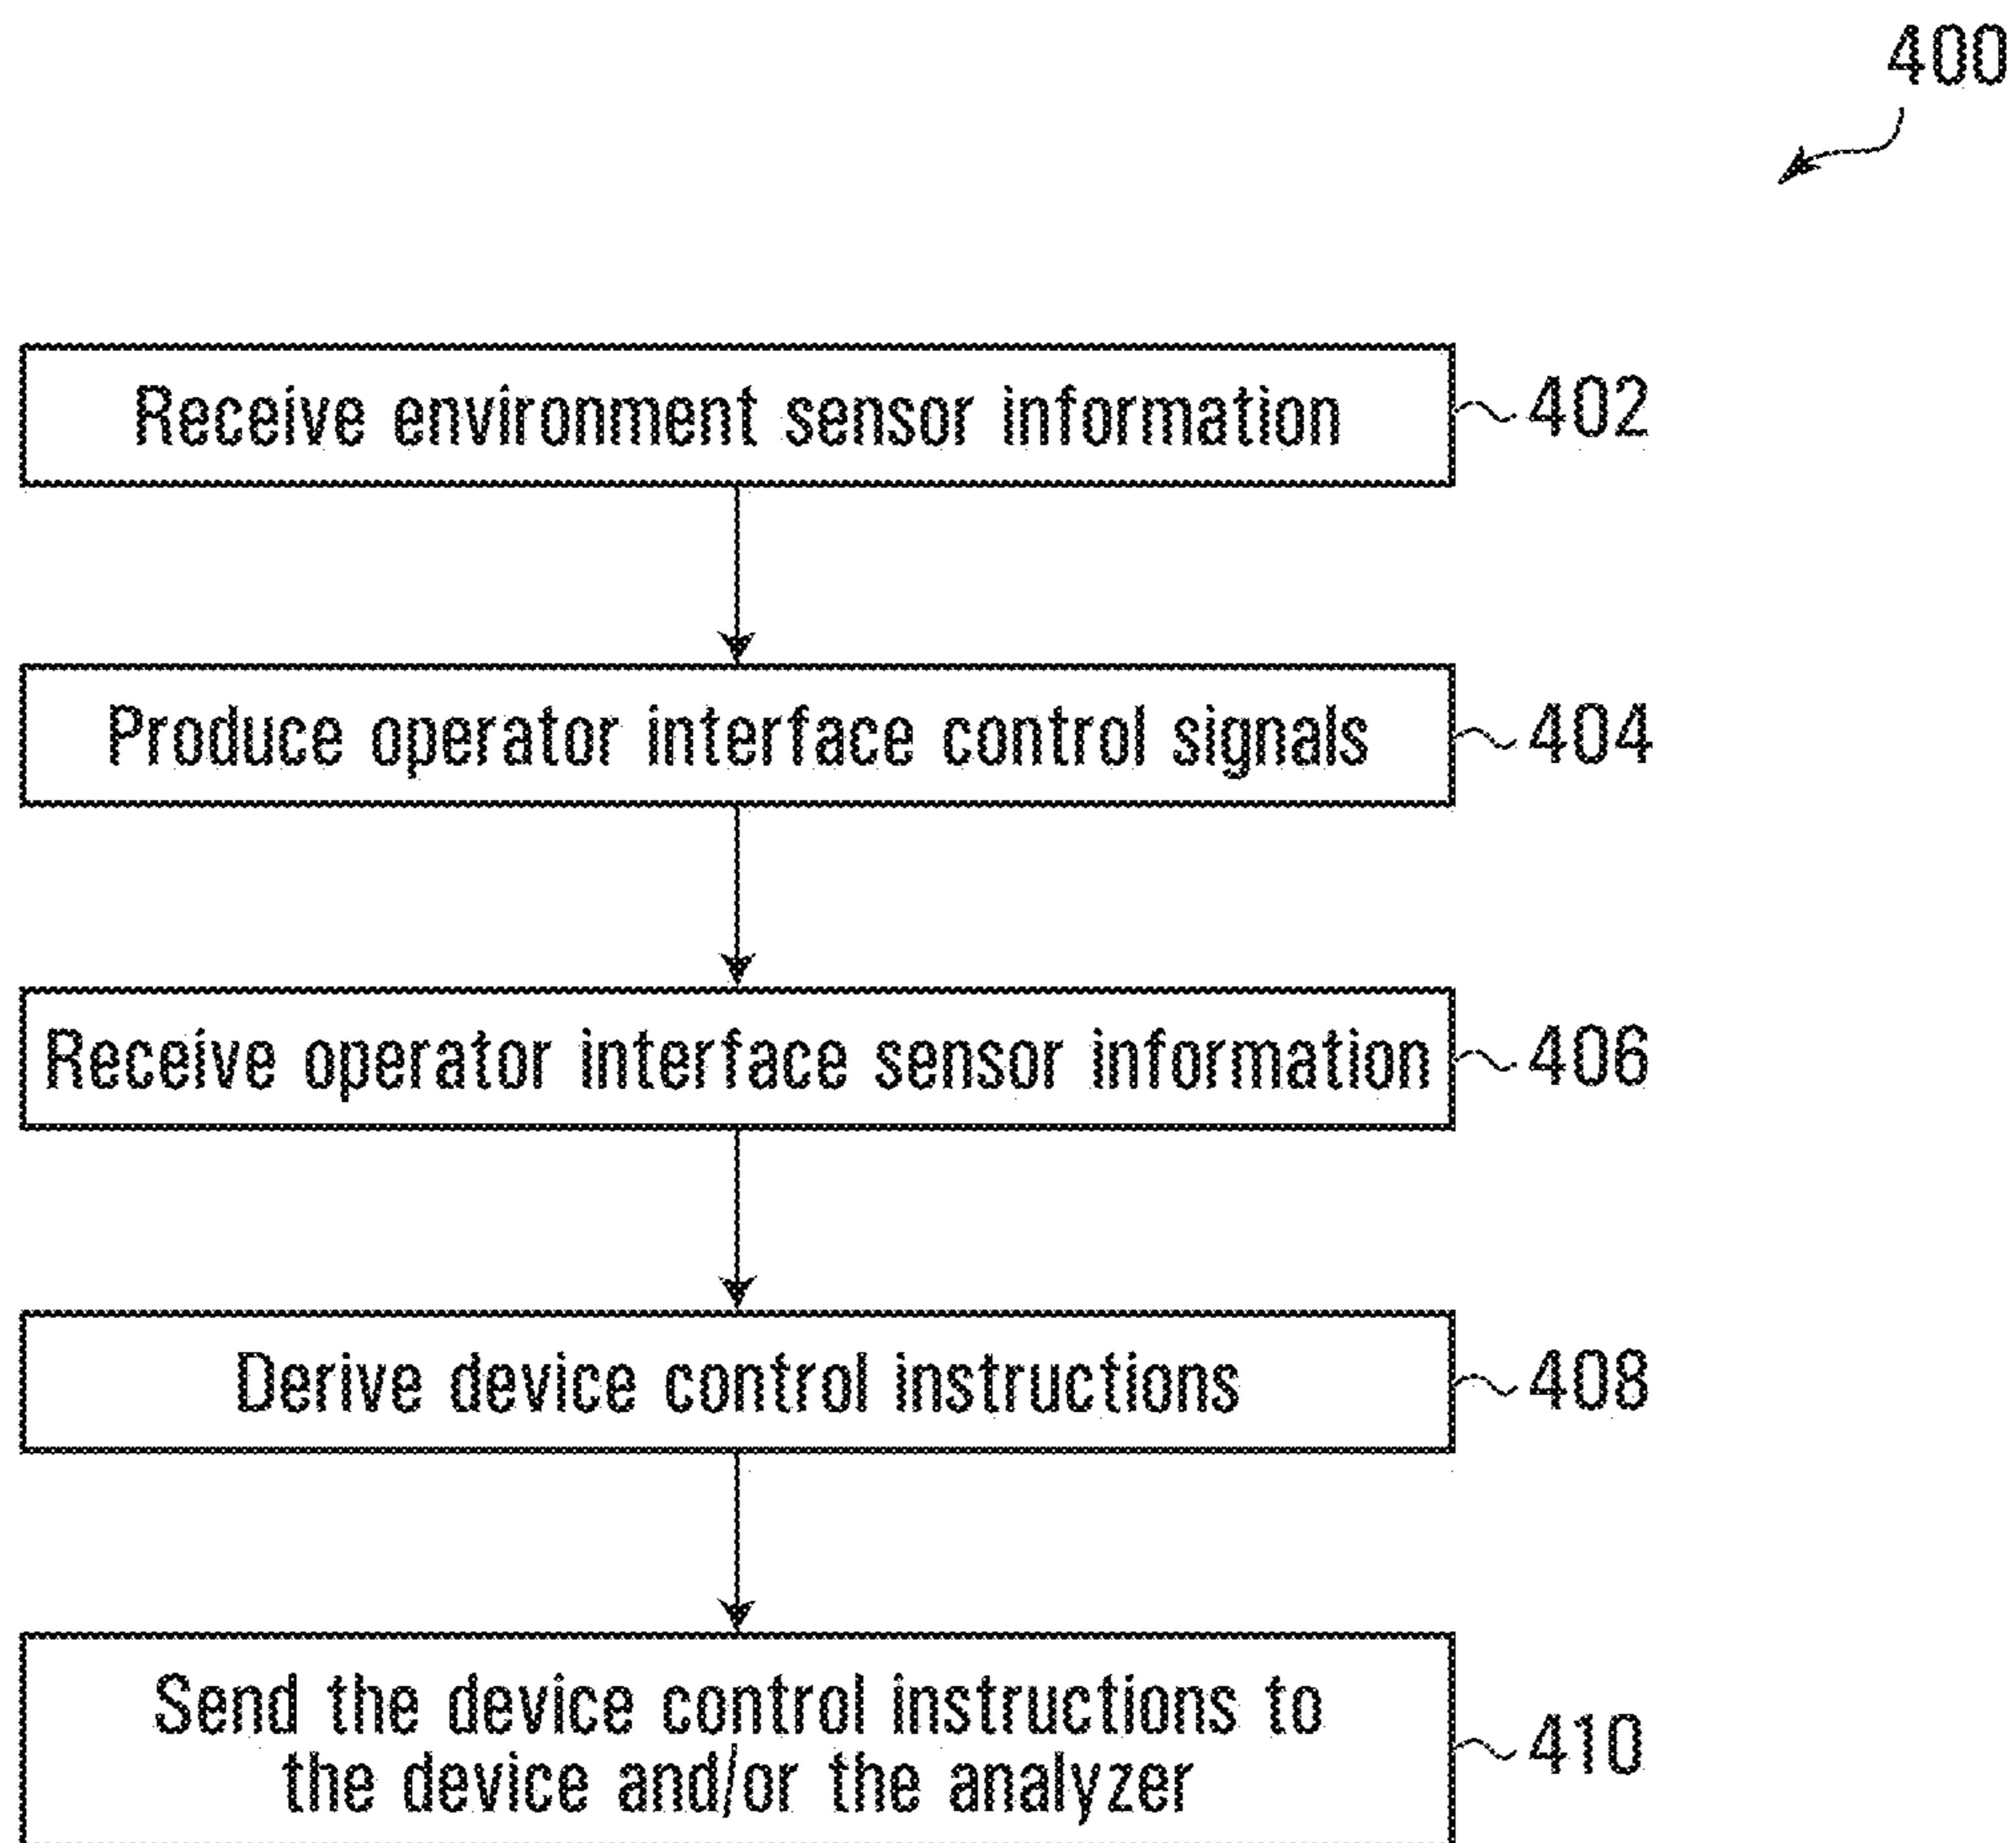 400
Receive environment sensor information
402
Produce operator interface control signals
404
Receive operator interface sensor information
406
Derive device control instructions
408
Send the device control instructions to
the device and/or the analyzer
410